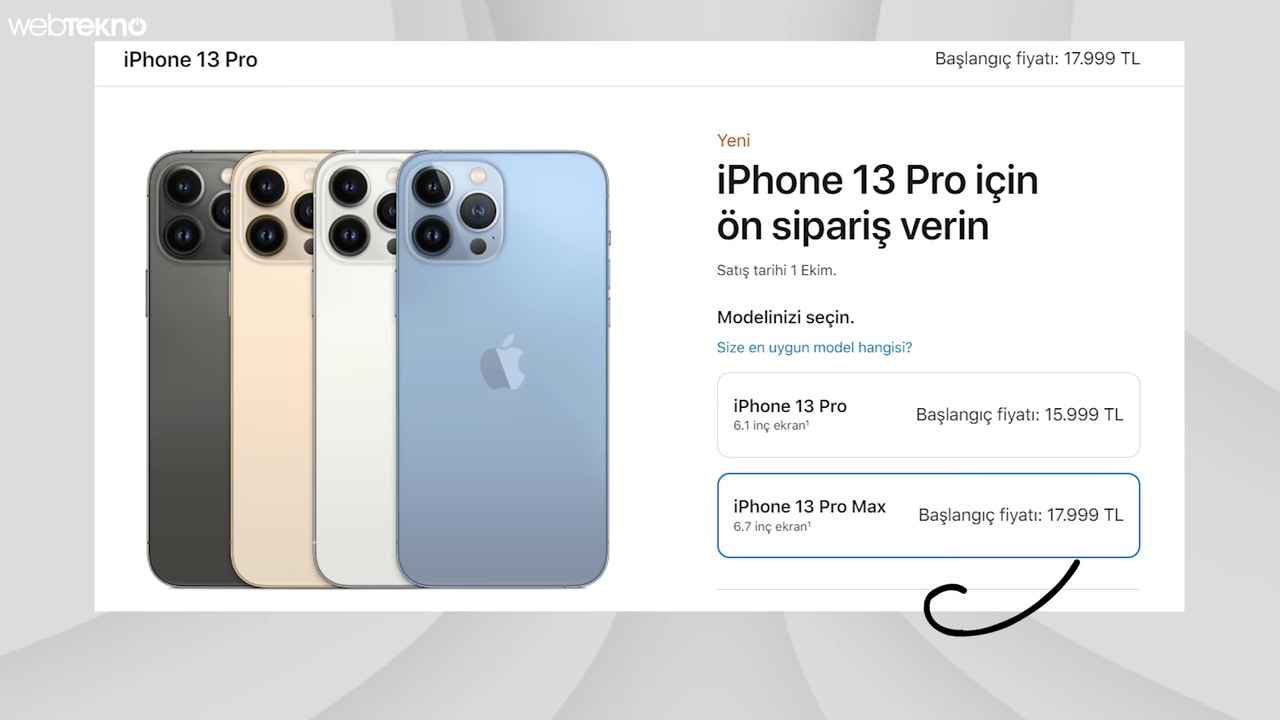 webTEKNO
iPhone 13 Pro
Başlangıç fiyatı: 17.999 TL
Yeni
iPhone 13 Pro için
ön sipariş verin
Satış tarihi 1 Ekim.
Modelinizi seçin.
Size en uygun model hangisi?
iPhone 13 Pro
6.1 inç ekran¹
Başlangıç fiyatı: 15.999 TL
iPhone 13 Pro Max
6.7 inç ekran¹
Başlangıç fiyatı: 17.999 TL